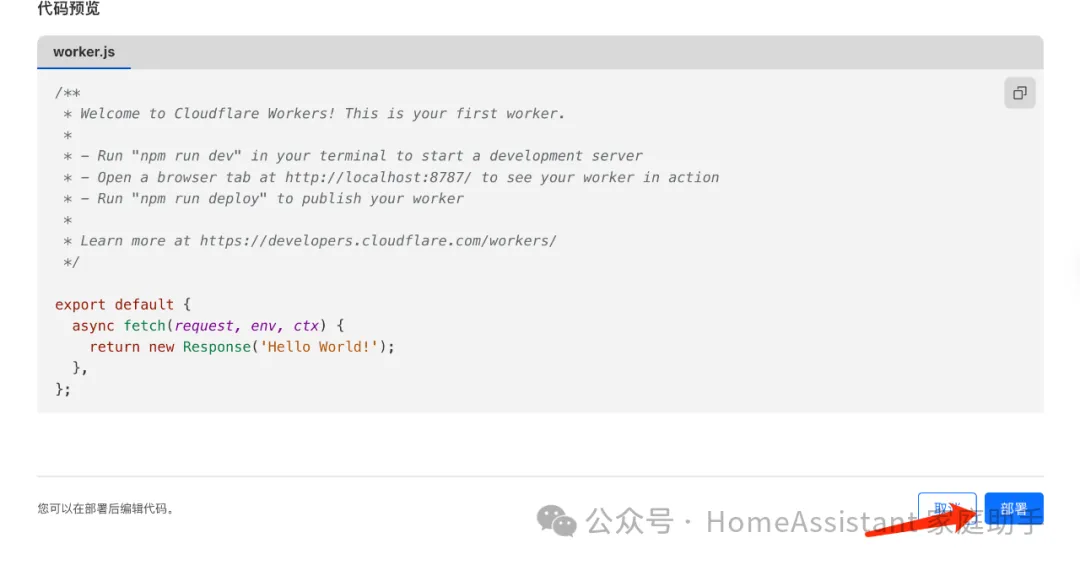 代码预览
worker.js
/**
 * Welcome to Cloudflare Workers! This is your first worker.
 *
 * - Run "npm run dev" in your terminal to start a development server
 * - Open a browser tab at http://localhost:8787/ to see your worker in action
 * - Run "npm run deploy" to publish your worker
 *
 * Learn more at https://developers.cloudflare.com/workers/
 */
export default {
  async fetch(request, env, ctx) {
    return new Response('Hello World!');
  },
};
您可以在部署后编辑代码。
取消
部署
公众号 · HomeAssistant 家庭助手